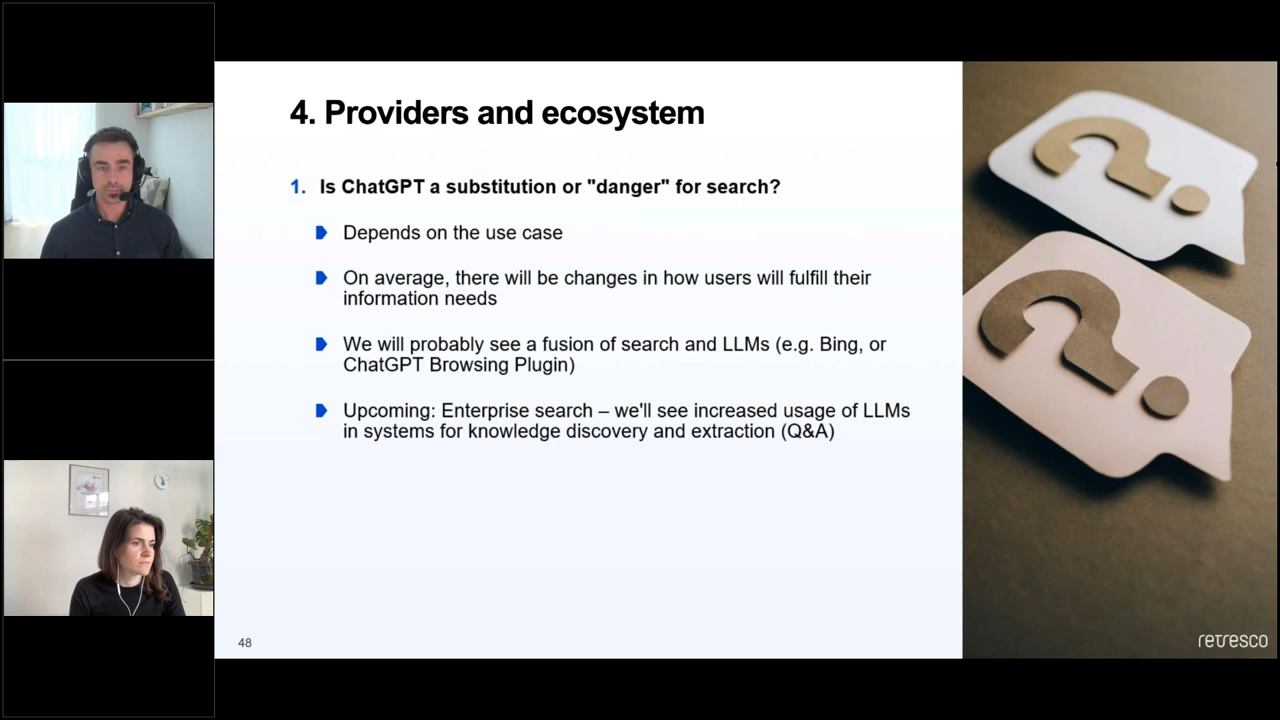 4. Providers and ecosystem
1. Is ChatGPT a substitution or "danger" for search?
Depends on the use case
On average, there will be changes in how users will fulfill their
information needs
We will probably see a fusion of search and LLMs (e.g. Bing, or
ChatGPT Browsing Plugin)
Upcoming: Enterprise search – we'll see increased usage of LLMs
in systems for knowledge discovery and extraction (Q&A)
48
retresco